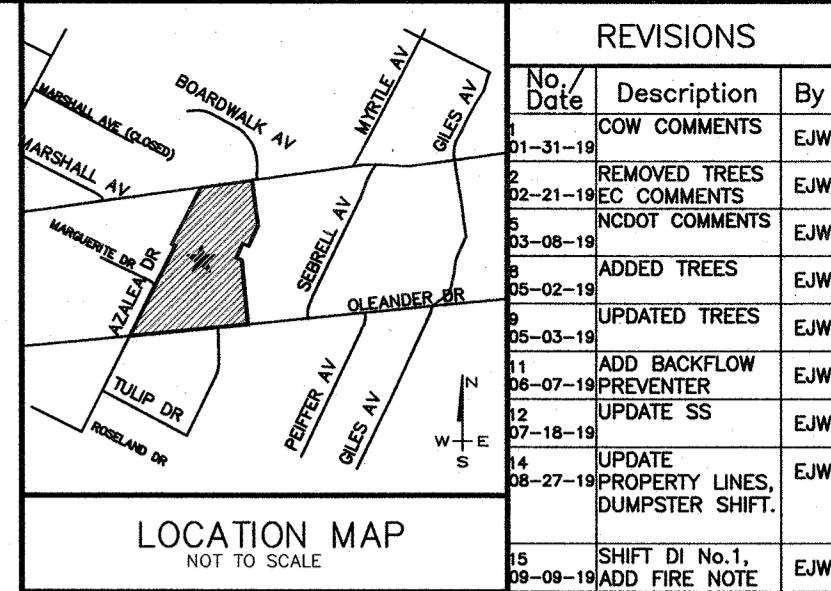 MARSHALL AVE (CLOSED)
MARSHALL AV
BOARDWALK AV
MYRTLE AV
GILES AV
MARGUERITE DR
AZALEA DR
SEBRELL AV
OLEANDER DR
TULIP DR
ROSELAND DR
PEIFFER AV
GILES AV
N
W E
S
LOCATION MAP
NOT TO SCALE
REVISIONS
No./
Date Description By
1
01-31-19 COW COMMENTS EJW
2
02-21-19 REMOVED TREES
EC COMMENTS EJW
5
03-08-19 NCDOT COMMENTS EJW
8
05-02-19 ADDED TREES EJW
9
05-03-19 UPDATED TREES EJW
11
06-07-19 ADD BACKFLOW
PREVENTER EJW
12
07-18-19 UPDATE SS EJW
14
08-27-19 UPDATE
PROPERTY LINES,
DUMPSTER SHIFT. EJW
15
09-09-19 SHIFT DI No.1,
ADD FIRE NOTE EJW